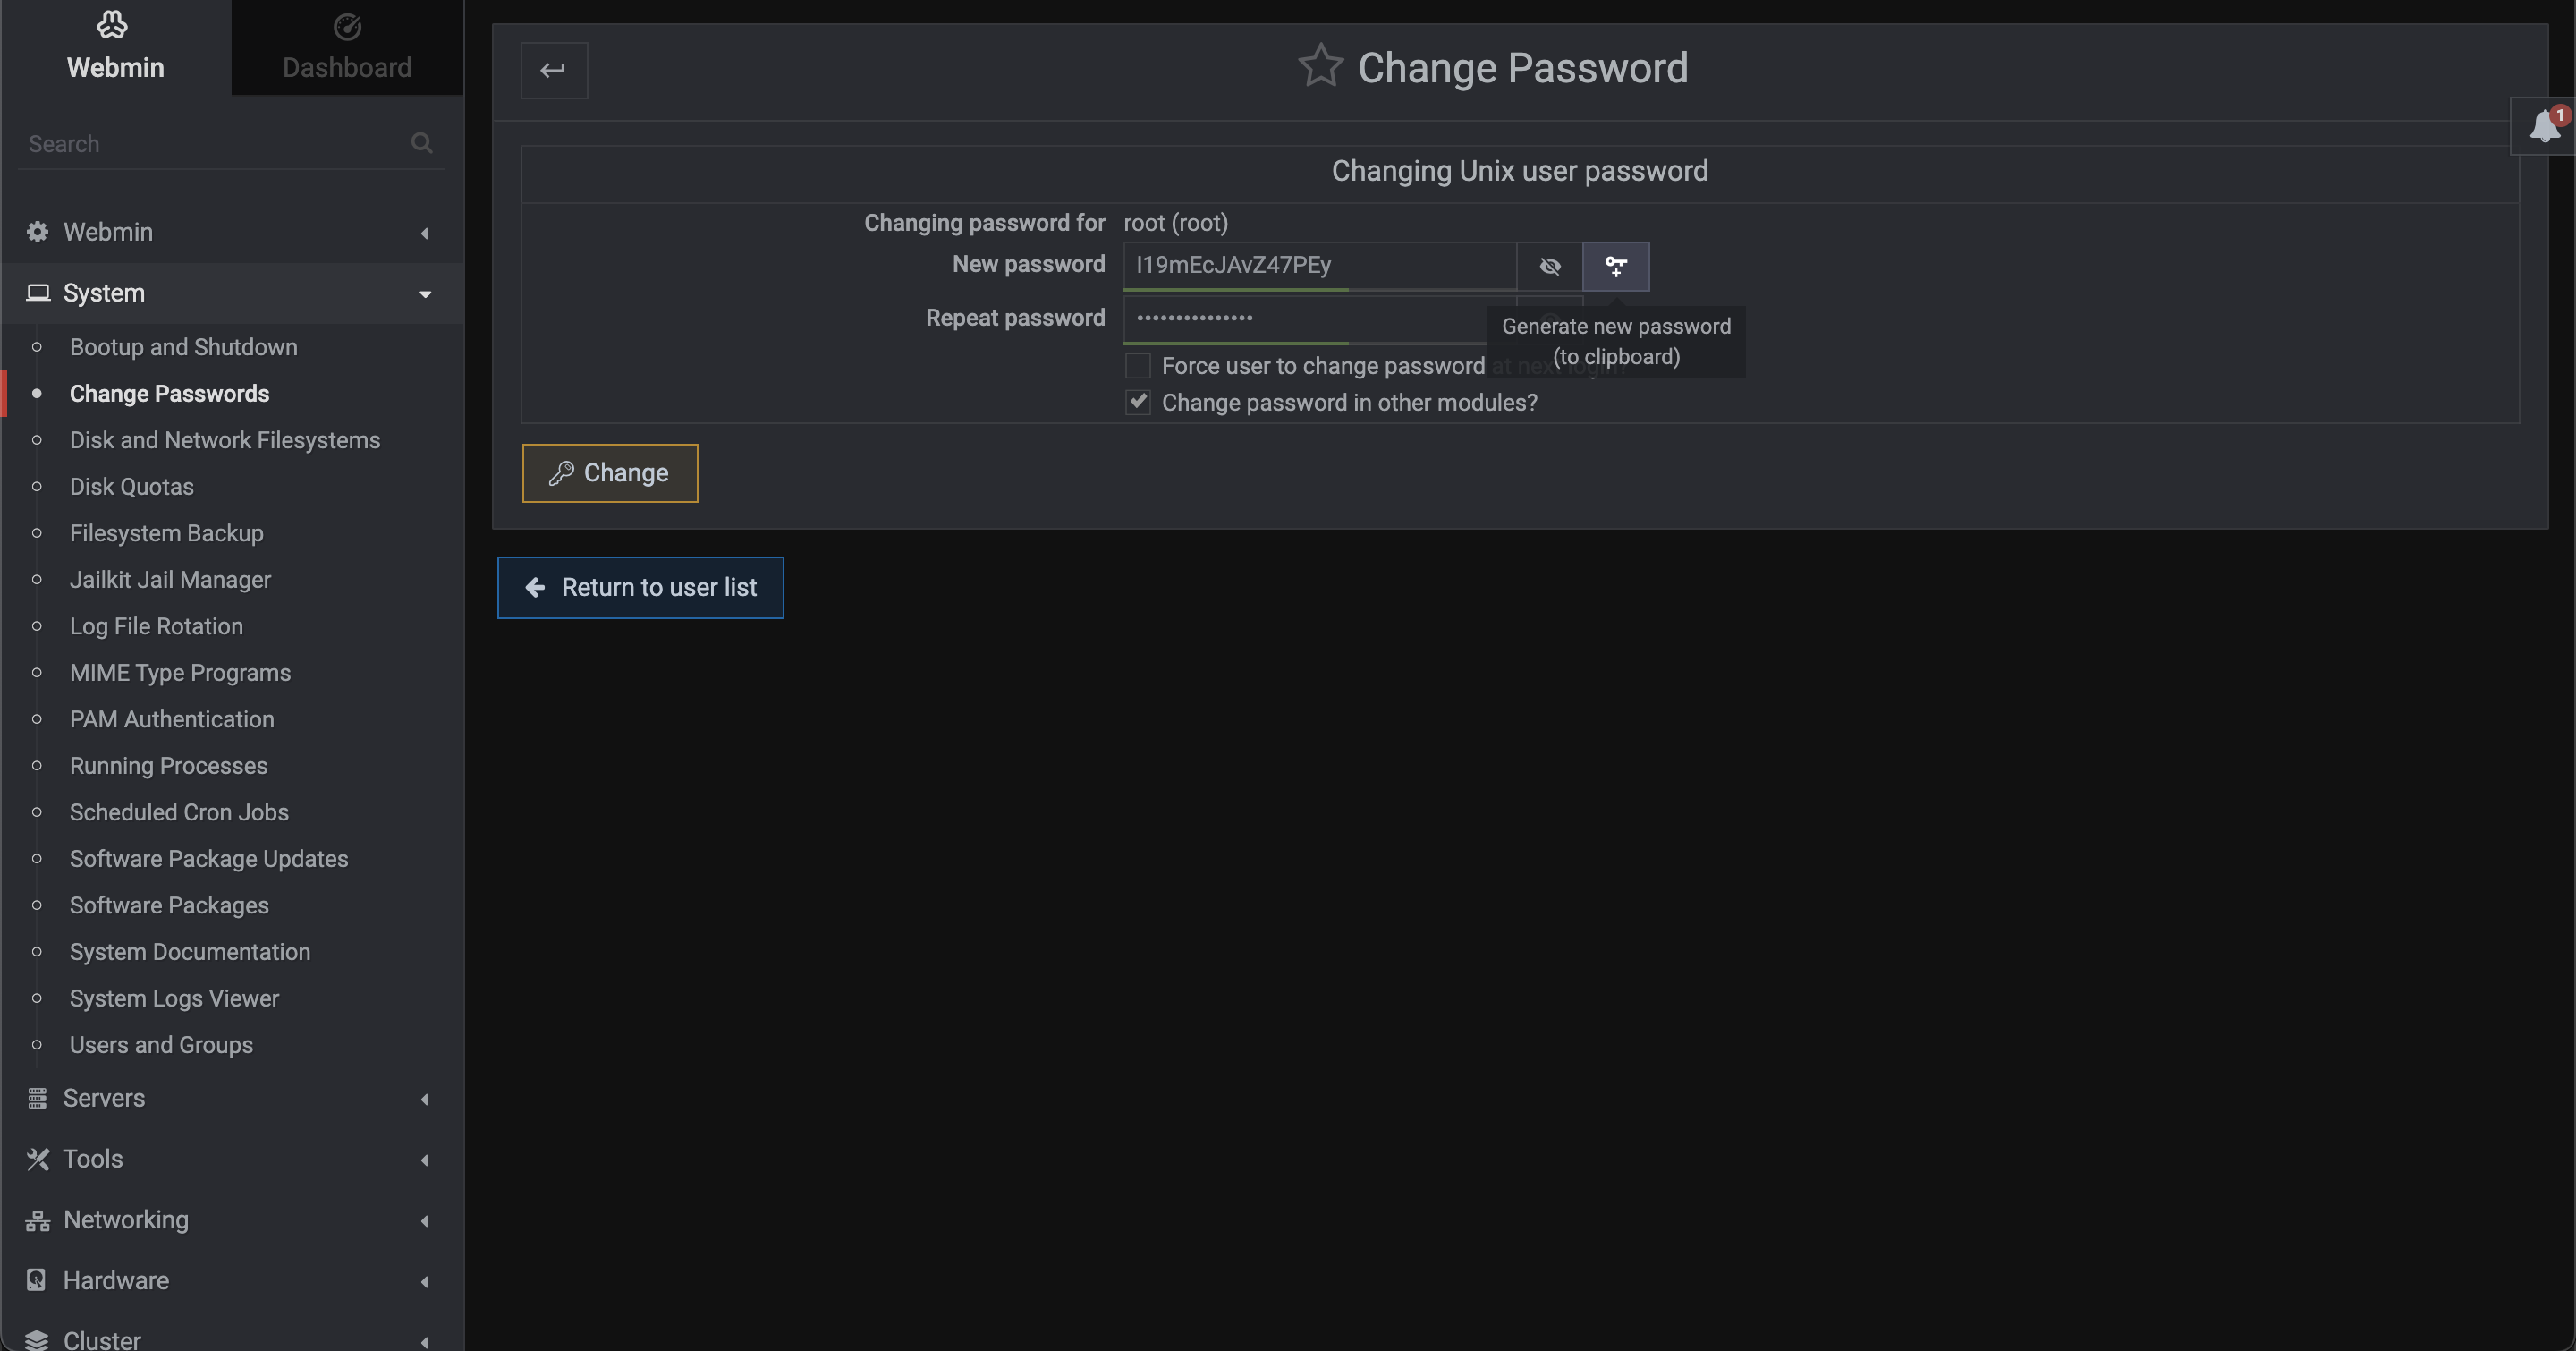 Webmin
Dashboard
Search
Webmin
System
Bootup and Shutdown
Change Passwords
Disk and Network Filesystems
Disk Quotas
Filesystem Backup
Jailkit Jail Manager
Log File Rotation
MIME Type Programs
PAM Authentication
Running Processes
Scheduled Cron Jobs
Software Package Updates
Software Packages
System Documentation
System Logs Viewer
Users and Groups
Servers
Tools
Networking
Hardware
Cluster
Change Password
1
Changing Unix user password
Changing password for root (root)
New password I19mEcJAvZ47PEy
Repeat password •••••••••••••••
Generate new password
(to clipboard)
Force user to change password at next login?
Change password in other modules?
Change
Return to user list